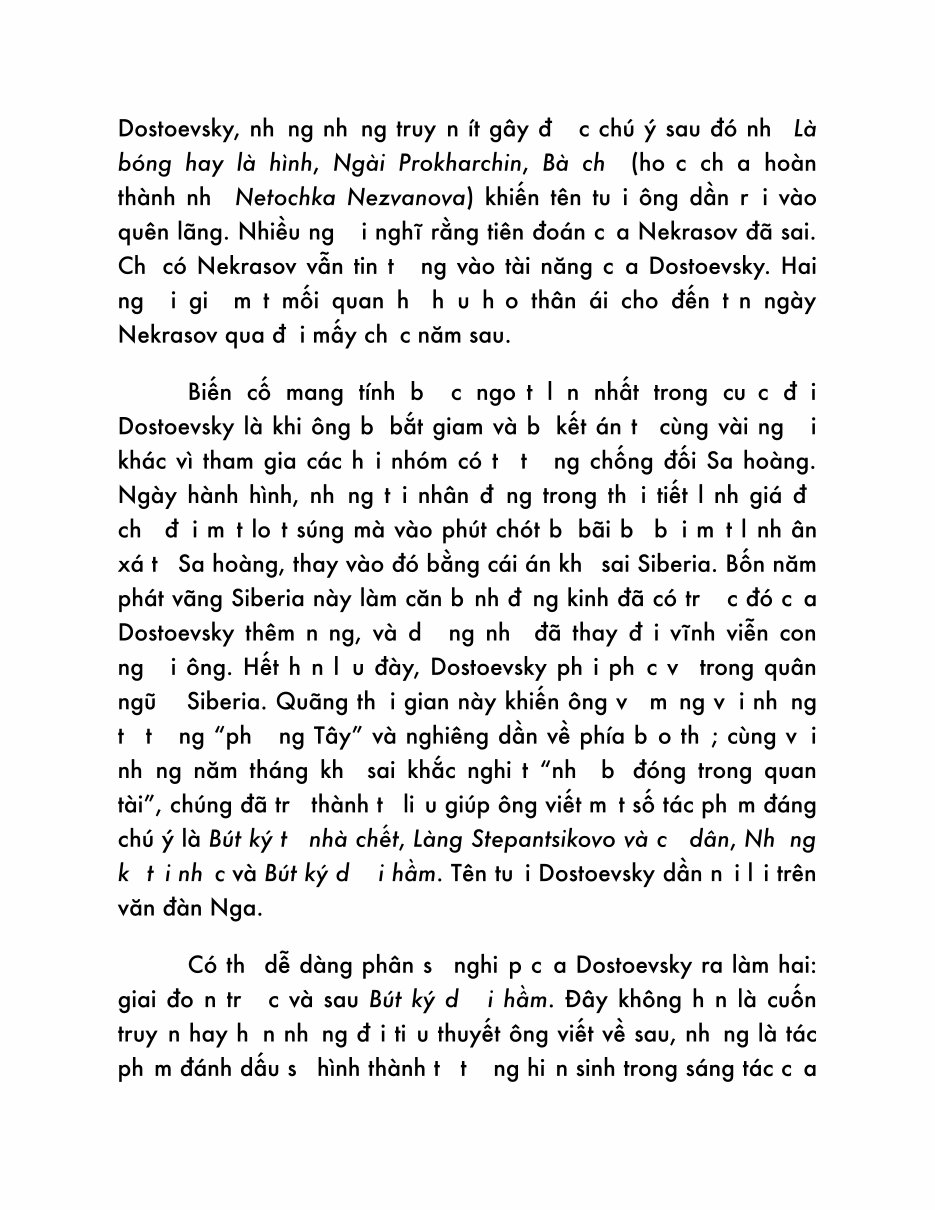 Dostoevsky, nh ng nh ng truy n ít gây đ  c chú ý sau đó nh  Là
bóng hay là hình, Ngài Prokharchin, Bà ch  (ho c ch a hoàn
thành nh  Netochka Nezvanova) khiến tên tu i ông dần r i vào
quên lãng. Nhiều ng  i nghĩ rằng tiên đoán c a Nekrasov đã sai.
Ch  có Nekrasov vẫn tin t  ng vào tài năng c a Dostoevsky. Hai
ng  i gi  m t mối quan h  h u h o thân ái cho đến t n ngày
Nekrasov qua đ i mấy ch c năm sau.
Biến cố mang tính b  c ngo t l n nhất trong cu c đ i
Dostoevsky là khi ông b  bắt giam và b  kết án t  cùng vài ng  i
khác vì tham gia các h i nhóm có t  t  ng chống đối Sa hoàng.
Ngày hành hình, nh ng t i nhân đ ng trong th i tiết l nh giá đ 
ch  đ i m t lo t súng mà vào phút chót b  bãi b  b i m t l nh ân
xá t  Sa hoàng, thay vào đó bằng cái án kh  sai Siberia. Bốn năm
phát vãng Siberia này làm căn b nh đ ng kinh đã có tr  c đó c a
Dostoevsky thêm n ng, và d  ng nh  đã thay đ i vĩnh viễn con
ng  i ông. Hết h n l u đày, Dostoevsky ph i ph c v  trong quân
ngũ   Siberia. Quãng th i gian này khiến ông v  m ng v i nh ng
t  t  ng “ph  ng Tây” và nghiêng dần về phía b o th ; cùng v i
nh ng năm tháng kh  sai khắc nghi t “nh  b  đóng trong quan
tài”, chúng đã tr  thành t  li u giúp ông viết m t số tác ph m đáng
chú ý là Bút ký t  nhà chết, Làng Stepantsikovo và c  dân, Nh ng
k  t i nh c và Bút ký d  i hầm. Tên tu i Dostoevsky dần n i l i trên
văn đàn Nga.
Có th  dễ dàng phân s  nghi p c a Dostoevsky ra làm hai:
giai đo n tr  c và sau Bút ký d  i hầm. Đây không h n là cuốn
truy n hay h n nh ng đ i ti u thuyết ông viết về sau, nh ng là tác
ph m đánh dấu s  hình thành t  t  ng hi n sinh trong sáng tác c a